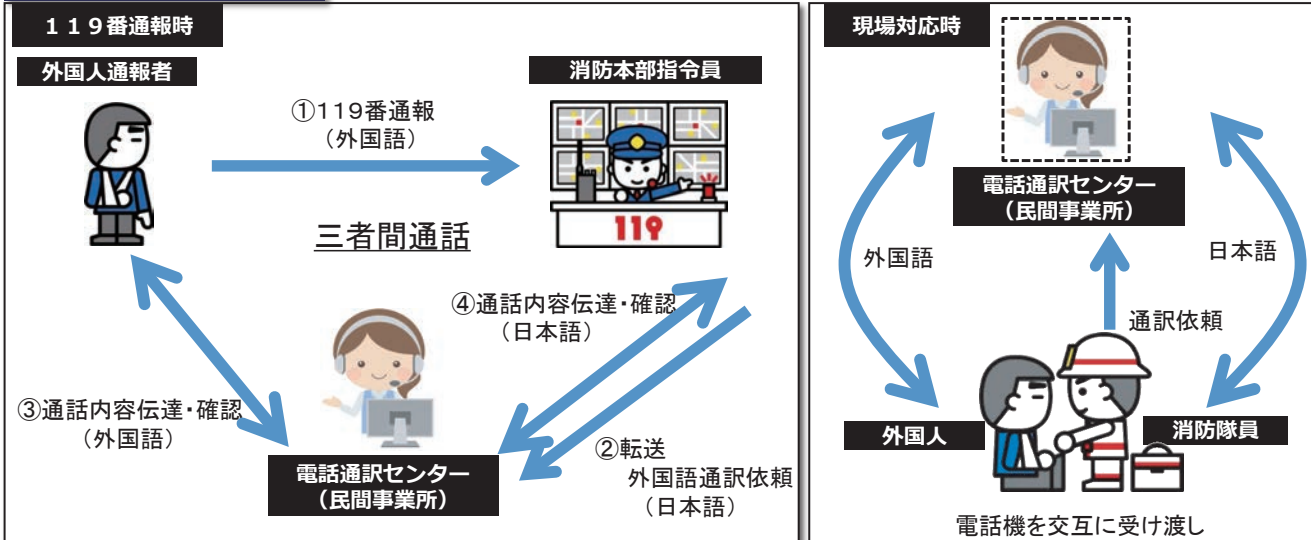 １１９番通報時
外国人通報者
消防本部指令員
①119番通報
（外国語）
119
三者間通話
④通話内容伝達・確認
（日本語）
③通話内容伝達・確認
（外国語）
②転送
外国語通訳依頼
（日本語）
電話通訳センター
（民間事業所）
現場対応時
電話通訳センター
（民間事業所）
外国語
日本語
通訳依頼
外国人
消防隊員
電話機を交互に受け渡し